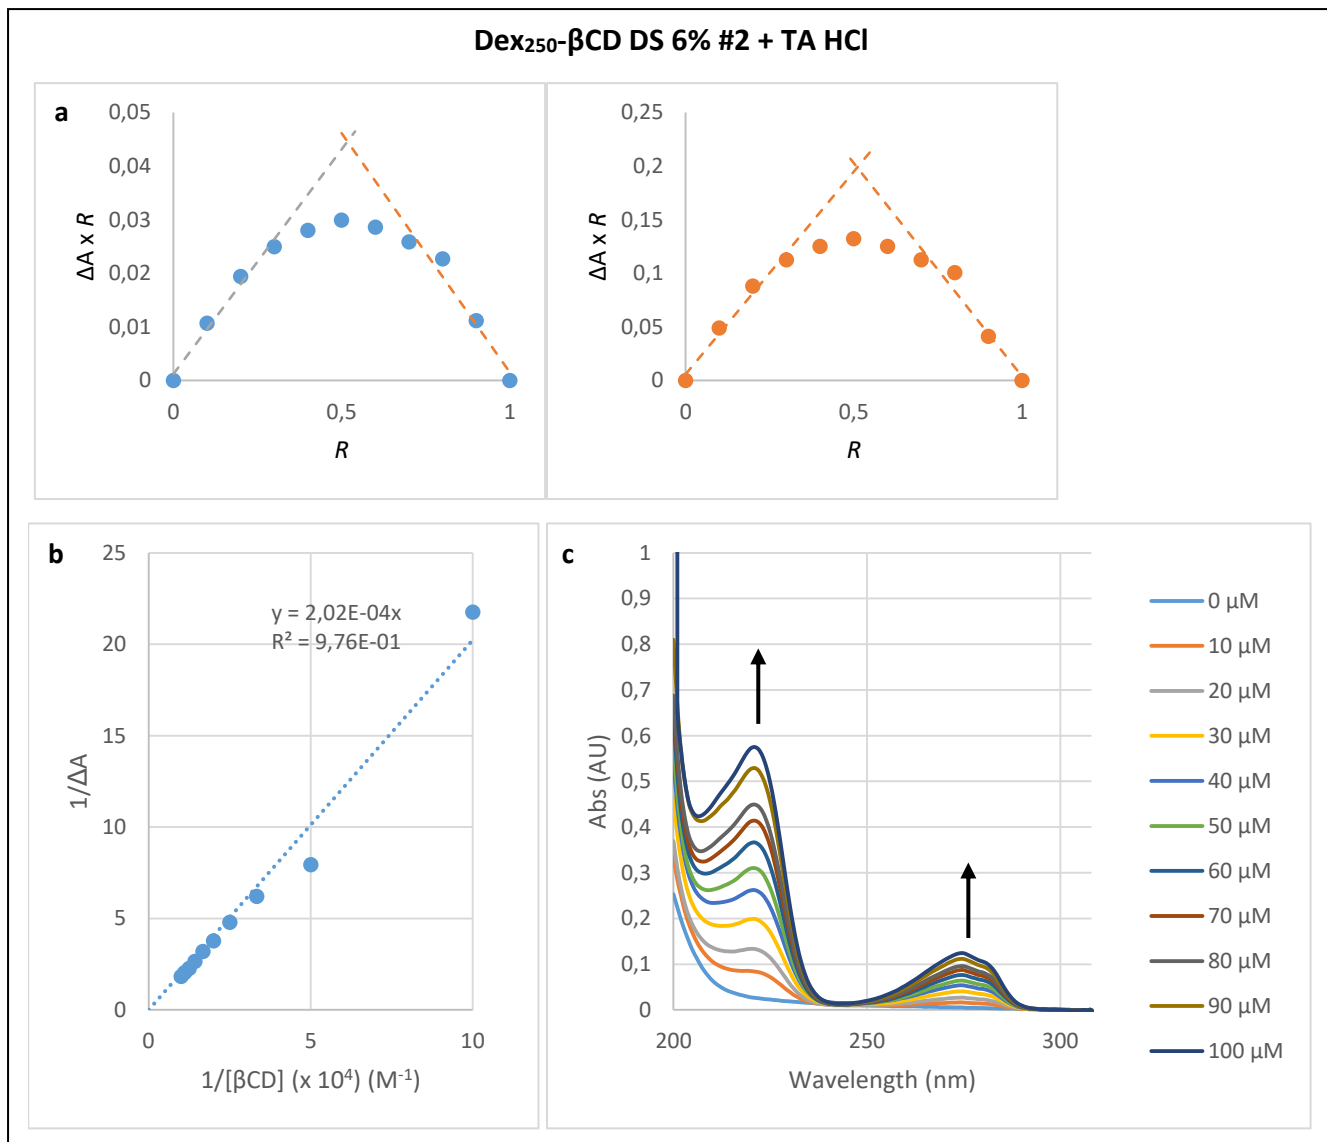 Dex₂₅₀-βCD DS 6% #2 + TA HCl
a
0,05
0,04
0,03
0,02
0,01
0
ΔA x R
0
0,5
1
R
0,25
0,2
0,15
0,1
0,05
0
ΔA x R
0
0,5
1
R
b
25
20
15
10
5
0
1/ΔA
y = 2,02E-04x
R² = 9,76E-01
0
5
10
1/[βCD] (x 10⁴) (M⁻¹)
c
1
0,9
0,8
0,7
0,6
0,5
0,4
0,3
0,2
0,1
0
Abs (AU)
200
250
300
Wavelength (nm)
0 μM
10 μM
20 μM
30 μM
40 μM
50 μM
60 μM
70 μM
80 μM
90 μM
100 μM